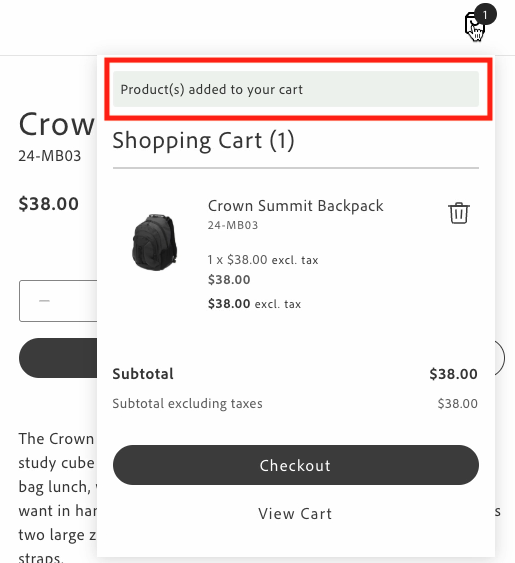 1
Product(s) added to your cart
Crow
Shopping Cart (1)
24-MB03
$38.00
Crown Summit Backpack
24-MB03
1 x $38.00 excl. tax
$38.00
$38.00 excl. tax
Subtotal $38.00
Subtotal excluding taxes $38.00
Checkout
View Cart
The Crown
study cube
bag lunch,
want in har
two large z
straps.